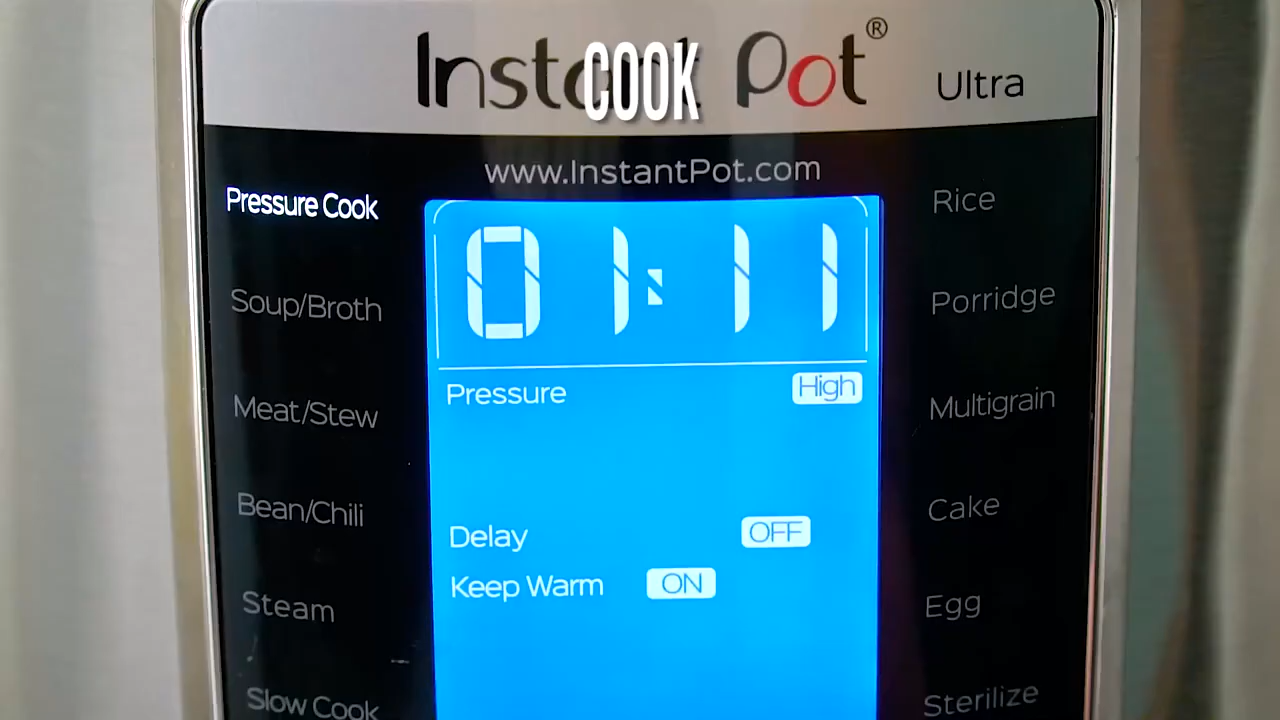 Instant Pot® Ultra
COOK
www.InstantPot.com
Pressure Cook
Soup/Broth
Meat/Stew
Bean/Chili
Steam
Slow Cook
01:11
Pressure High
Delay OFF
Keep Warm ON
Rice
Porridge
Multigrain
Cake
Egg
Sterilize